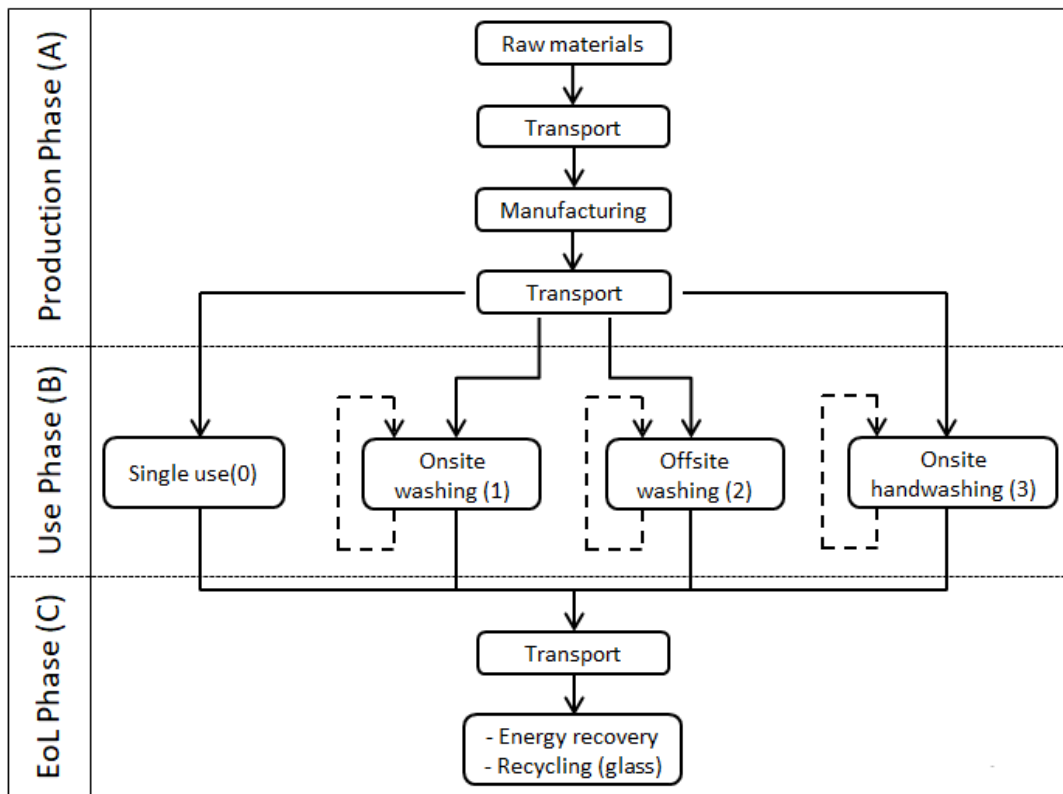 Production Phase (A)
Raw materials
Transport
Manufacturing
Transport
Use Phase (B)
Single use(0)
Onsite
washing (1)
Offsite
washing (2)
Onsite
handwashing (3)
EoL Phase (C)
Transport
- Energy recovery
- Recycling (glass)